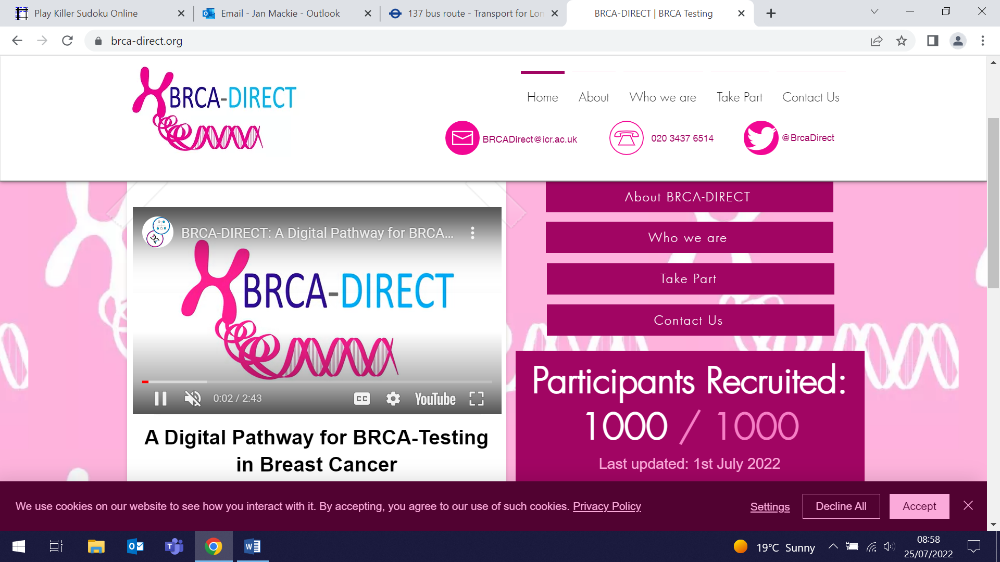 Play Killer Sudoku Online
Email - Jan Mackie - Outlook
137 bus route - Transport for Lon
BRCA-DIRECT | BRCA Testing
brca-direct.org
BRCA-DIRECT
Home About Who we are Take Part Contact Us
BRCADirect@icr.ac.uk
020 3437 6514
@BrcaDirect
BRCA-DIRECT: A Digital Pathway for BRCA...
BRCA-DIRECT
0:02 / 2:43
CC
YouTube
A Digital Pathway for BRCA-Testing
in Breast Cancer
About BRCA-DIRECT
Who we are
Take Part
Contact Us
Participants Recruited:
1000 / 1000
Last updated: 1st July 2022
We use cookies on our website to see how you interact with it. By accepting, you agree to our use of such cookies. Privacy Policy
Settings
Decline All
Accept
19°C Sunny
08:58
25/07/2022